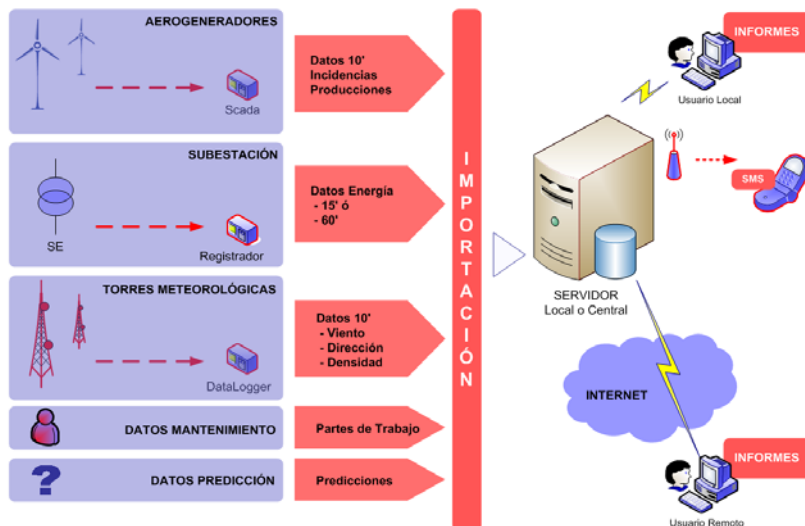 AEROGENERADORES
Scada
Datos 10'
Incidencias
Producciones
SUBESTACIÓN
SE
Registrador
Datos Energía
- 15' ó
- 60'
TORRES METEOROLÓGICAS
DataLogger
Datos 10'
- Viento
- Dirección
- Densidad
DATOS MANTENIMIENTO
Partes de Trabajo
?
DATOS PREDICCIÓN
Predicciones
IMPORTACIÓN
INFORMES
Usuario Local
SMS
SERVIDOR
Local o Central
INTERNET
INFORMES
Usuario Remoto